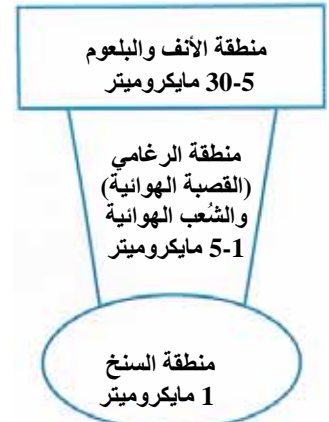 منطقة الأنف والبلعوم
30-5 مايكروميتر
منطقة الرغامي
(القصبة الهوائية)
والشُعب الهوائية
5-1 مايكروميتر
منطقة السنخ
1 مايكروميتر